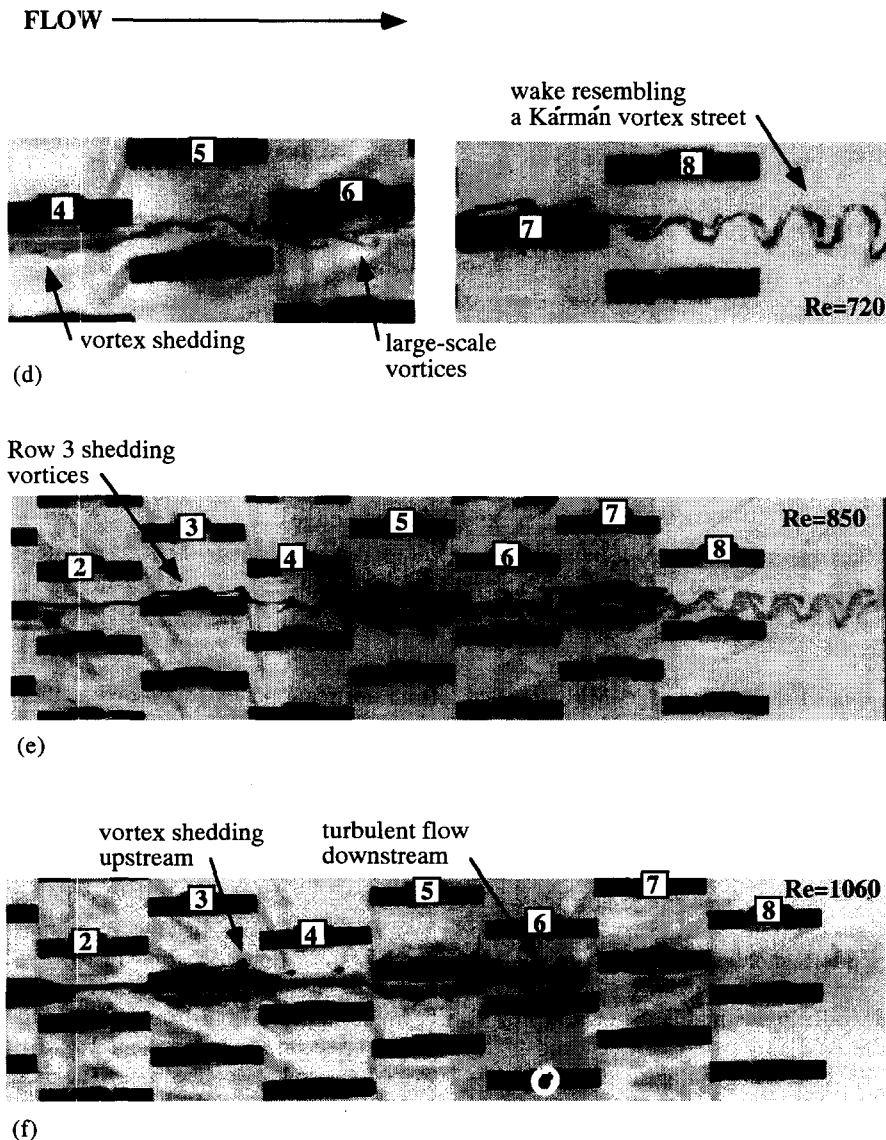 FLOW
wake resembling
a Kármán vortex street
5
8
4
6
7
Re=720
vortex shedding
large-scale
vortices
(d)
Row 3 shedding
vortices
3
5
7
Re=850
2
4
6
8
(e)
vortex shedding
upstream
turbulent flow
downstream
3
5
7
Re=1060
2
4
6
8
(f)